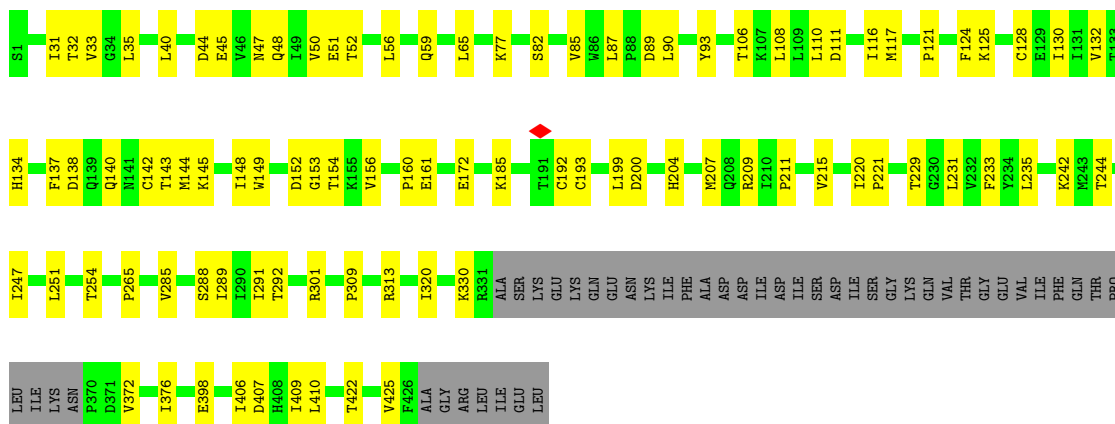 S1 I31 T32 V33 G34 L35 L40 D44 E45 V46 N47 Q48 I49 V50 E51 T52 L56 Q59 L65 K77 S82 V85 W86 L87 P88 D89 L90 Y93 T106 K107 L108 L109 L110 D111 I116 M117 P121 F124 K125 C128 E129 I130 I131 V132 T133
H134 F137 D138 Q139 Q140 N141 C142 T143 M144 K145 I148 W149 D152 G153 T154 K155 V156 P160 E161 E172 K185 T191 C192 C193 L199 D200 H204 M207 Q208 R209 I210 P211 V215 I220 P221 T229 G230 L231 V232 F233 Y234 L235 K242 M243 T244
I247 L251 T254 P265 V285 S288 I289 I290 I291 T292 R301 P309 R313 I320 K330 R331 ALA SER LYS GLU LYS GLN GLU ASN LYS ILE PHE ALA ASP ASP ILE ASP ILE SER ASP ILE SER GLY LYS GLN VAL THR GLY GLU VAL ILE PHE GLN THR PRO
LEU ILE LYS ASN P370 D371 V372 I376 E398 I406 D407 H408 I409 L410 T422 V425 F426 ALA GLY ARG LEU ILE GLU LEU